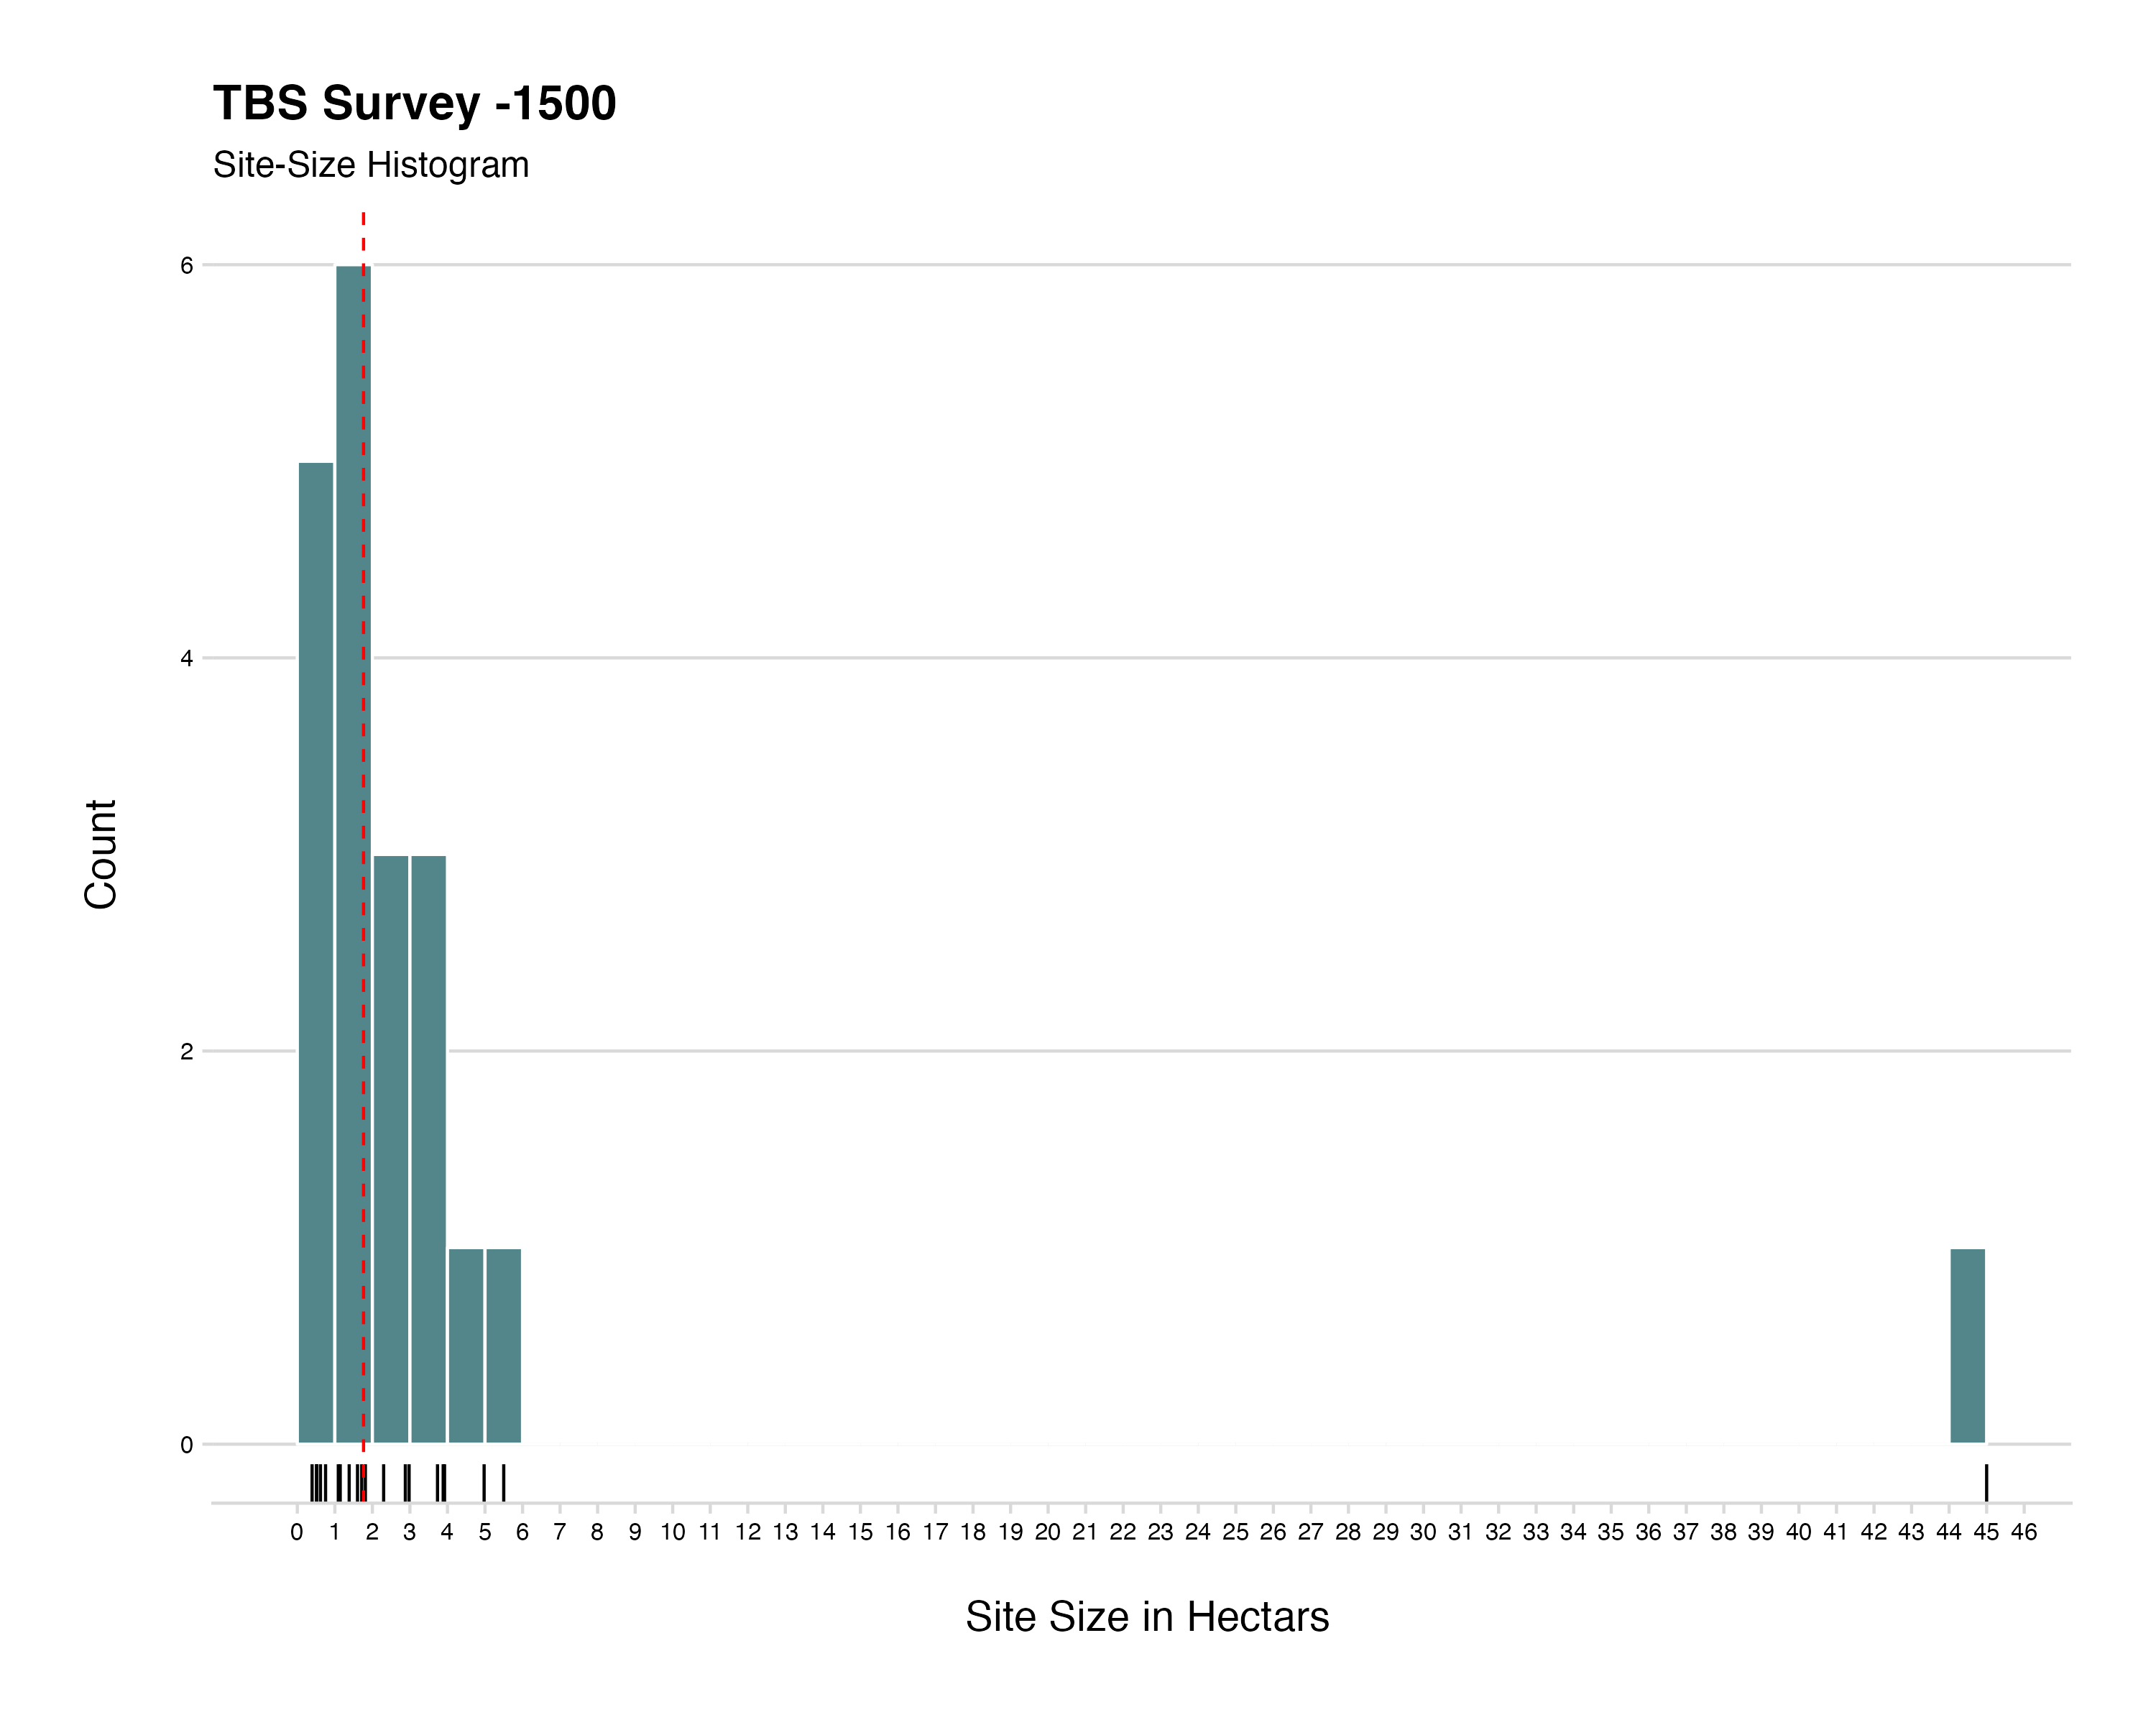 TBS Survey -1500
Site-Size Histogram
6
4
2
0
Count
0 1 2 3 4 5 6 7 8 9 10 11 12 13 14 15 16 17 18 19 20 21 22 23 24 25 26 27 28 29 30 31 32 33 34 35 36 37 38 39 40 41 42 43 44 45 46
Site Size in Hectars